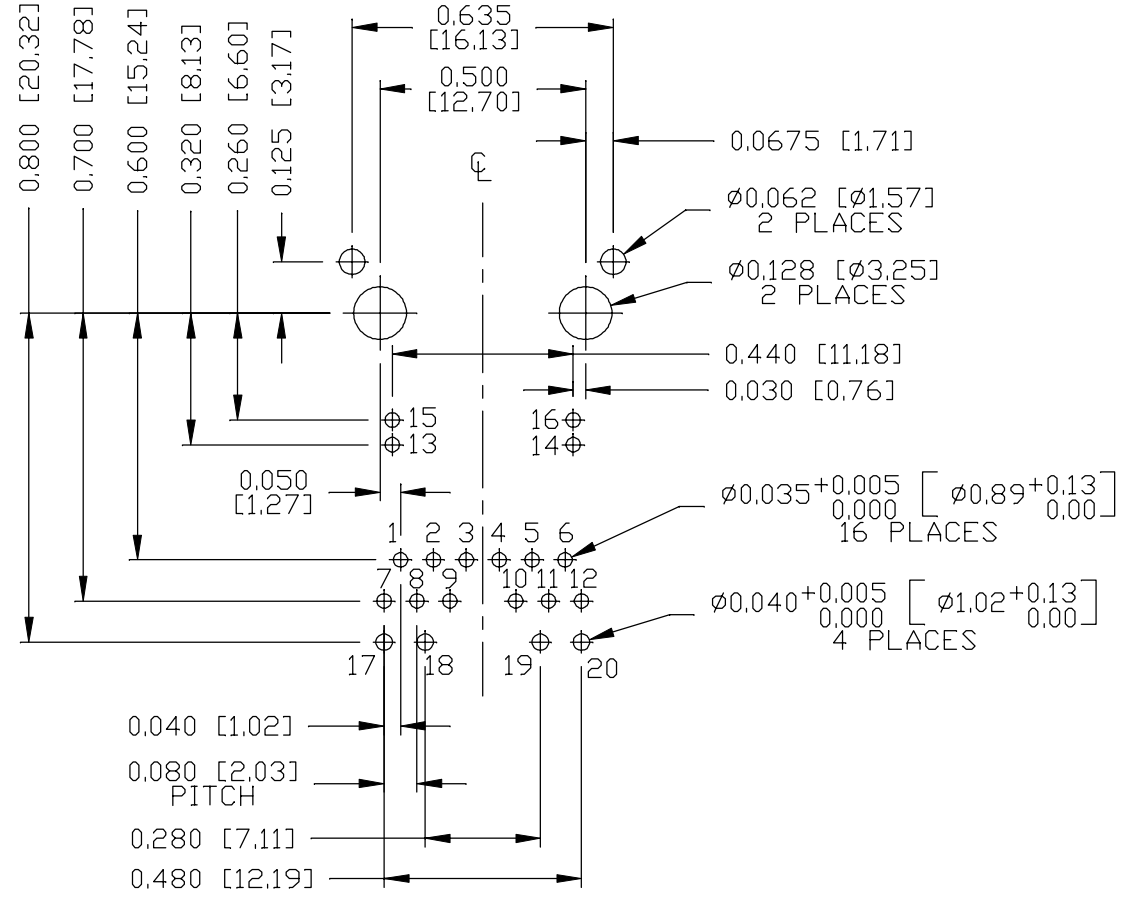 0.800 [20.32]
0.700 [17.78]
0.600 [15.24]
0.320 [8.13]
0.260 [6.60]
0.125 [3.17]
0.635
[16.13]
0.500
[12.70]
0.0675 [1.71]
℄
Ø0.062 [Ø1.57]
2 PLACES
Ø0.128 [Ø3.25]
2 PLACES
0.440 [11.18]
0.030 [0.76]
15
16
13
14
0.050
[1.27]
Ø0.035+0.005 [Ø0.89+0.13]
0.000 0.00
16 PLACES
1 2 3 4 5 6
7 8 9 10 11 12
Ø0.040+0.005 [Ø1.02+0.13]
0.000 0.00
4 PLACES
17 18 19 20
0.040 [1.02]
0.080 [2.03]
PITCH
0.280 [7.11]
0.480 [12.19]